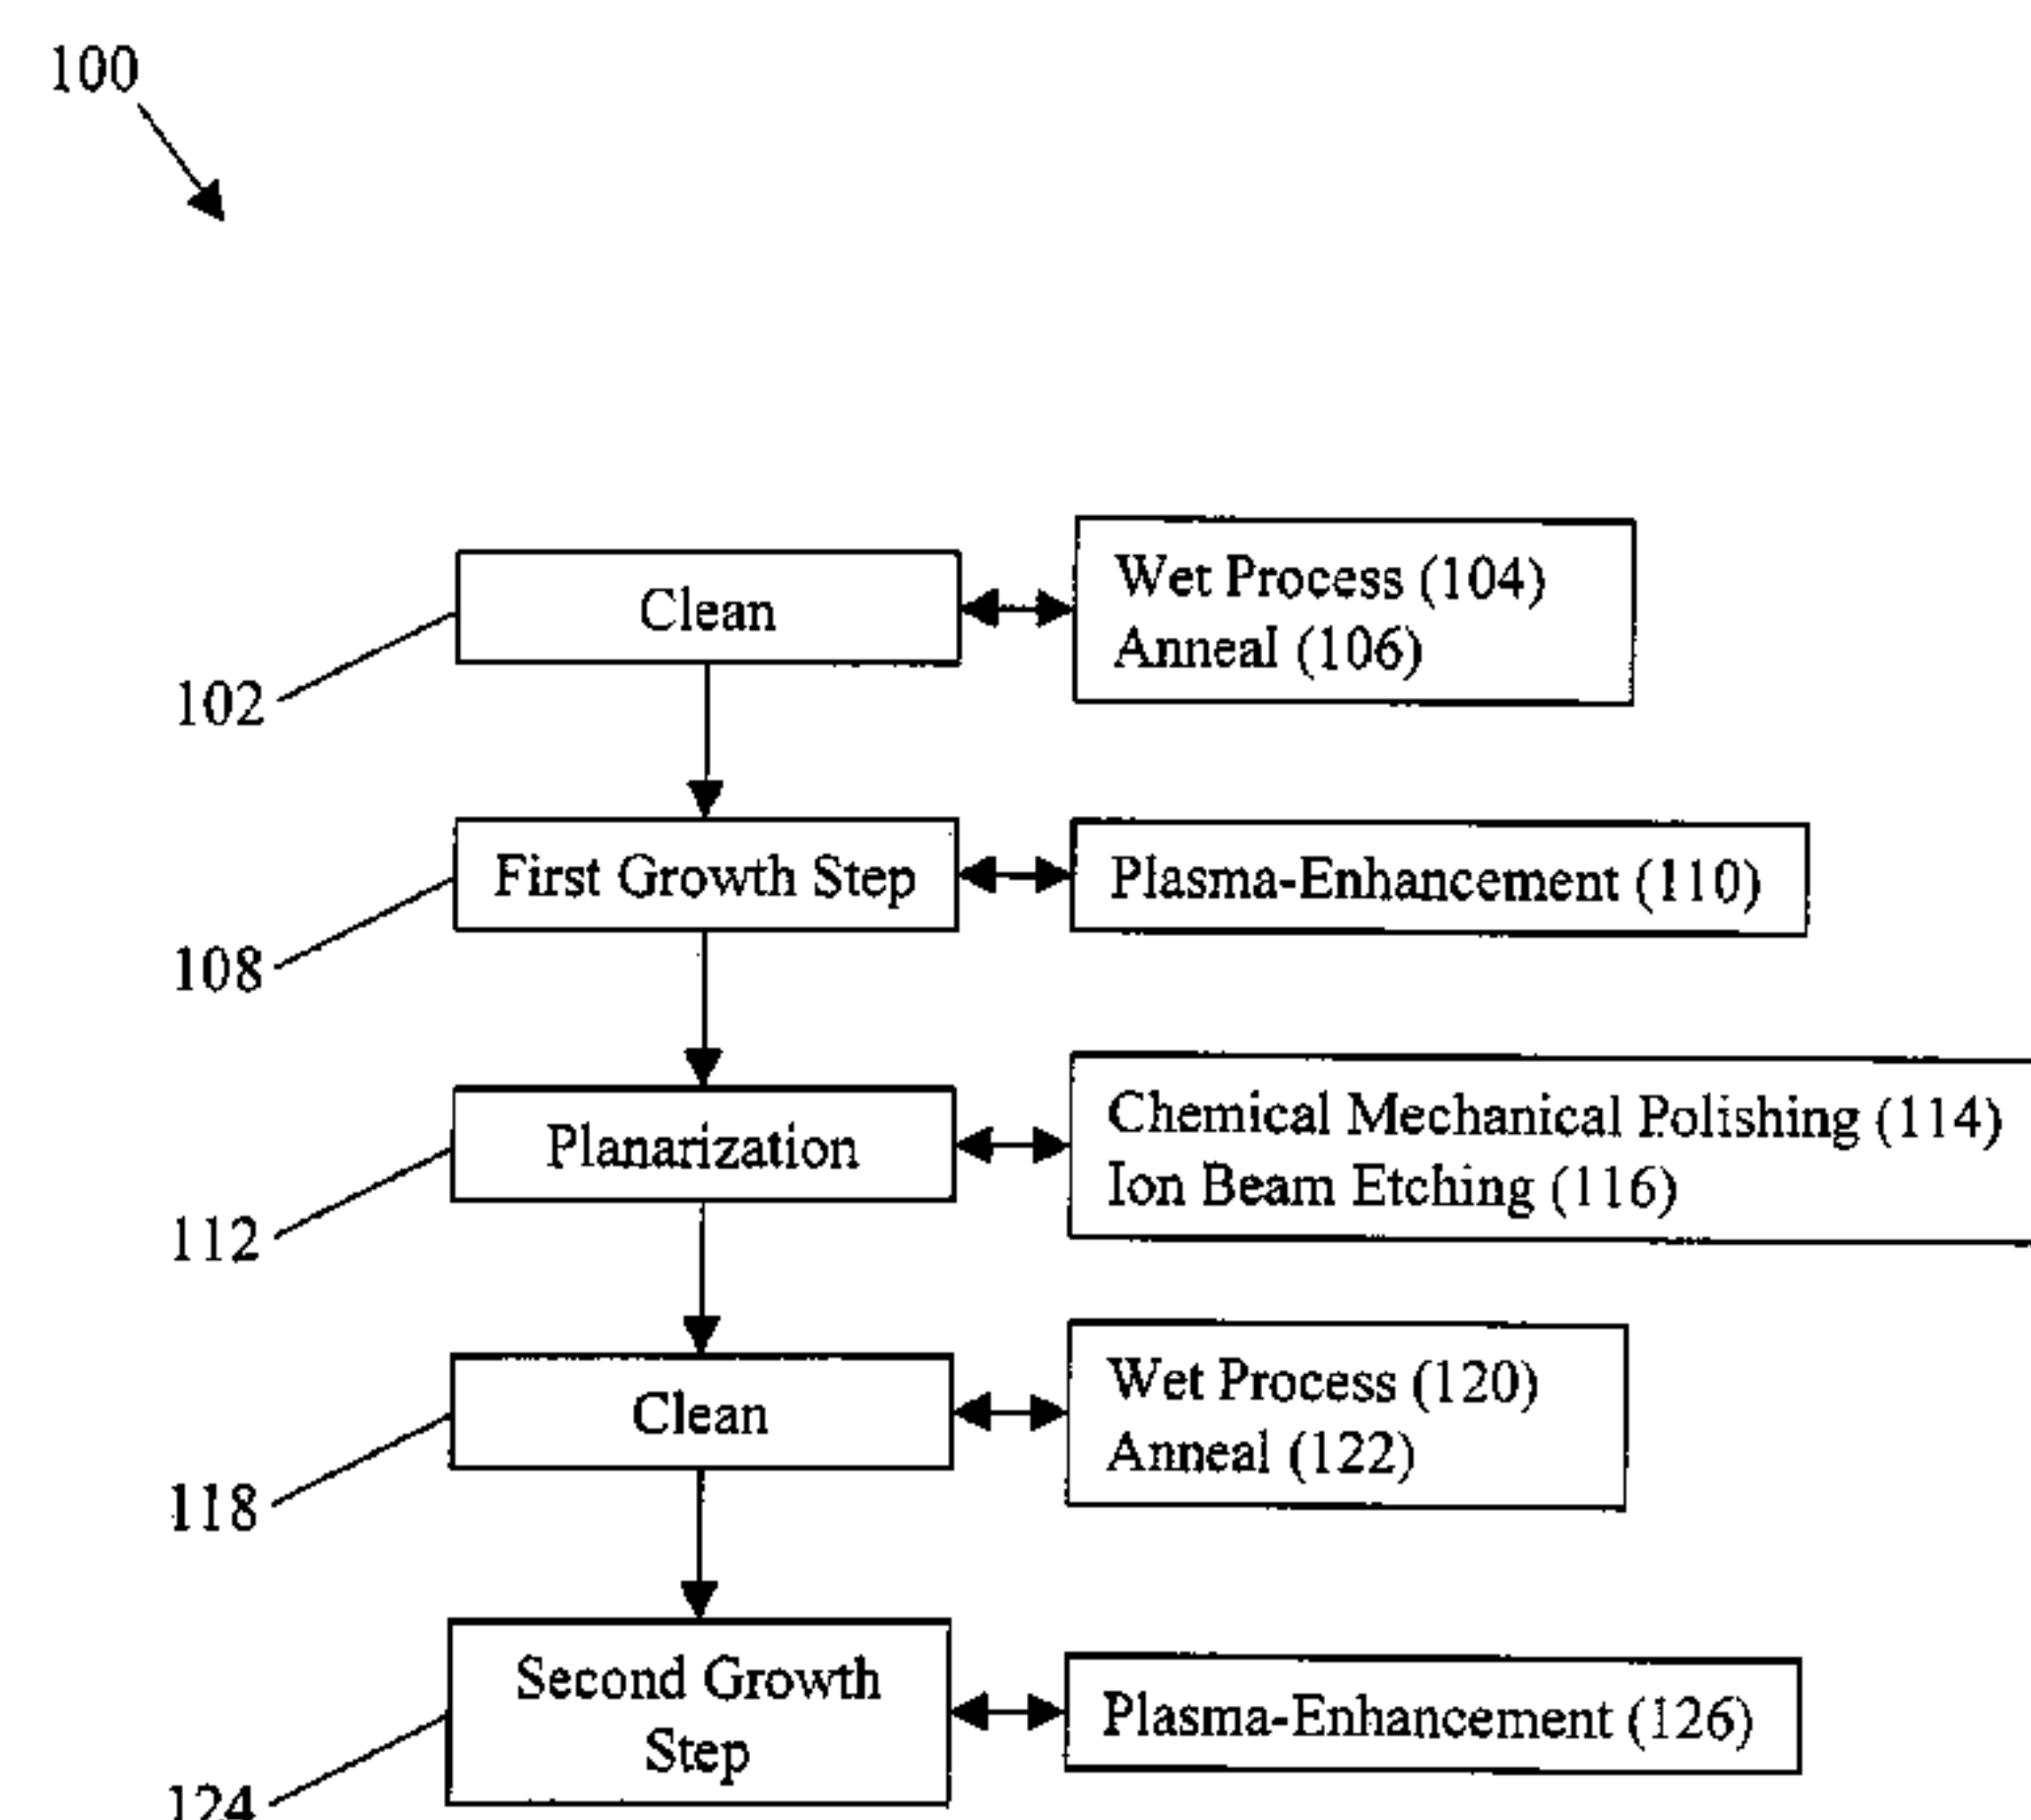 100
Clean
Wet Process (104)
Anneal (106)
102
First Growth Step
Plasma-Enhancement (110)
108
Planarization
Chemical Mechanical Polishing (114)
Ion Beam Etching (116)
112
Clean
Wet Process (120)
Anneal (122)
118
Second Growth
Step
Plasma-Enhancement (126)
124